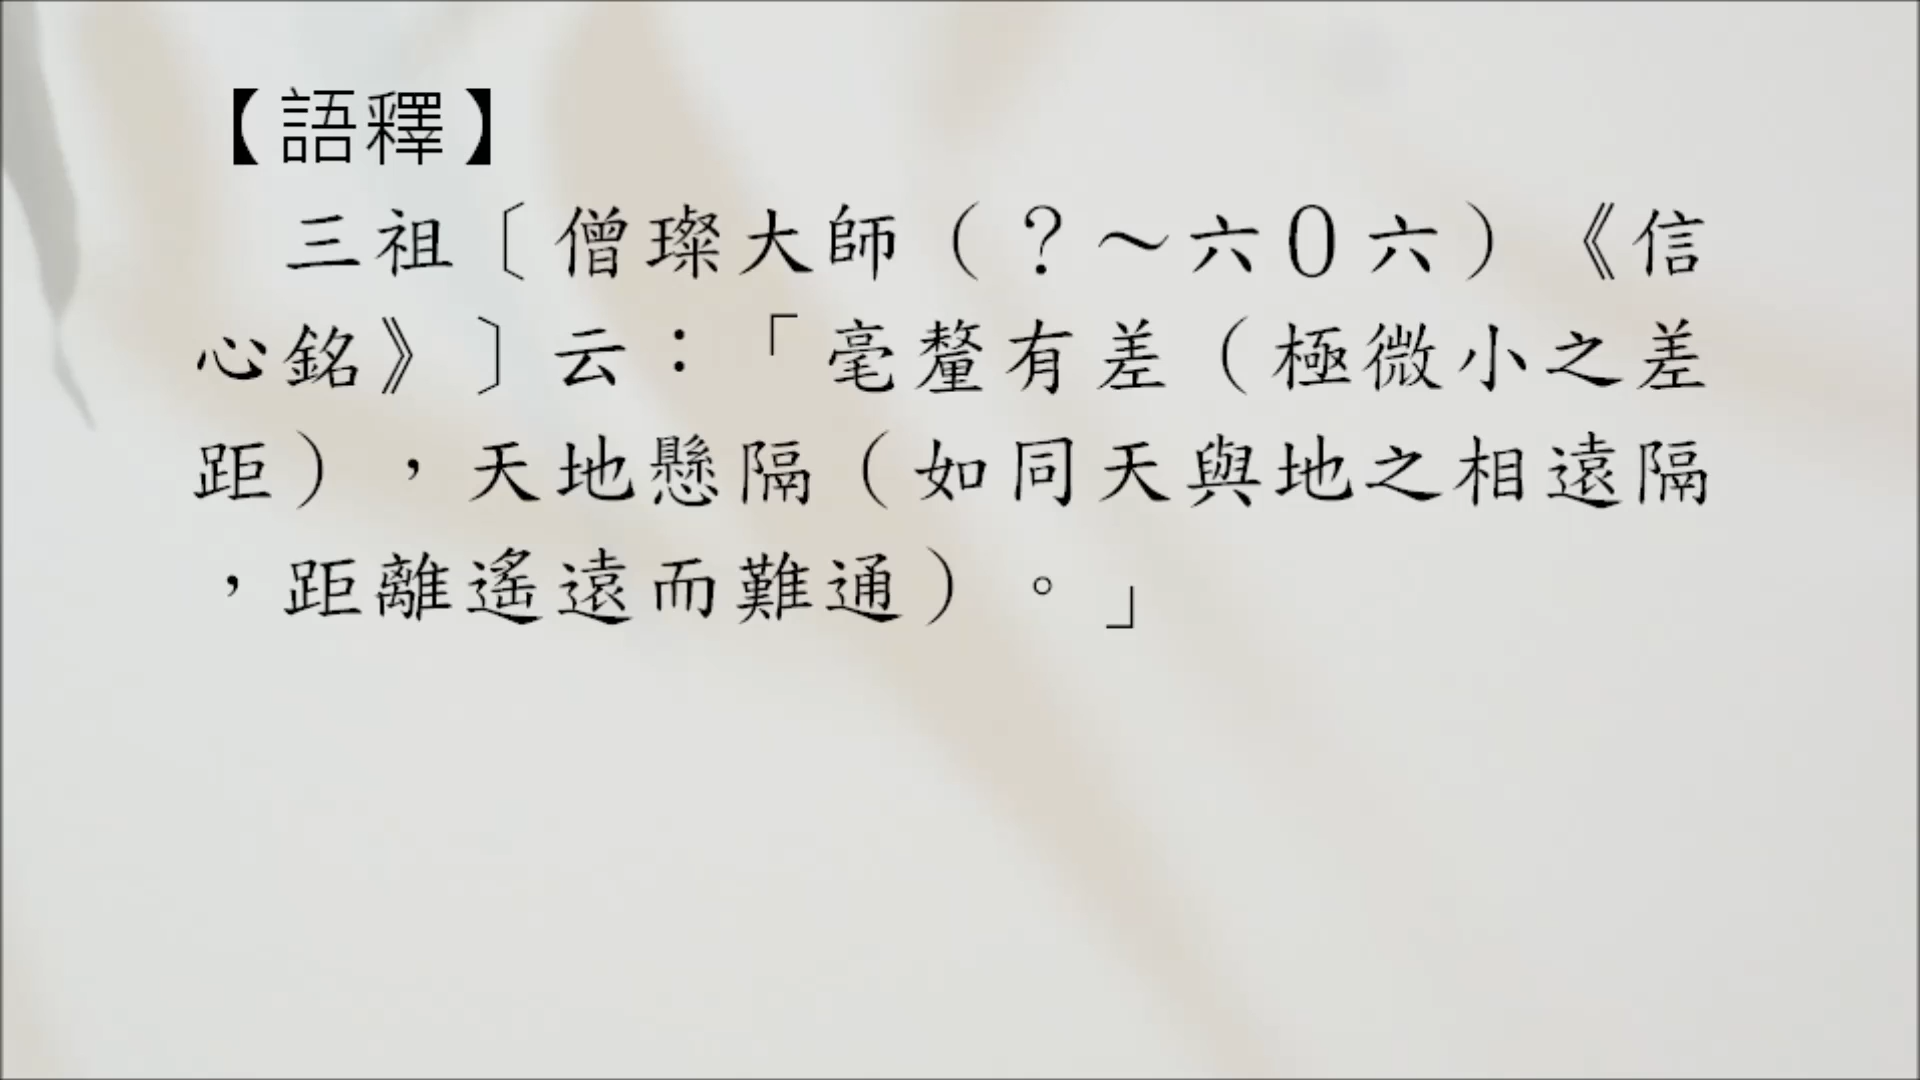 【語釋】
三祖〔僧璨大師（？～六０六）《信
心銘》〕云：「毫釐有差（極微小之差
距），天地懸隔（如同天與地之相遠隔
，距離遙遠而難通）。」